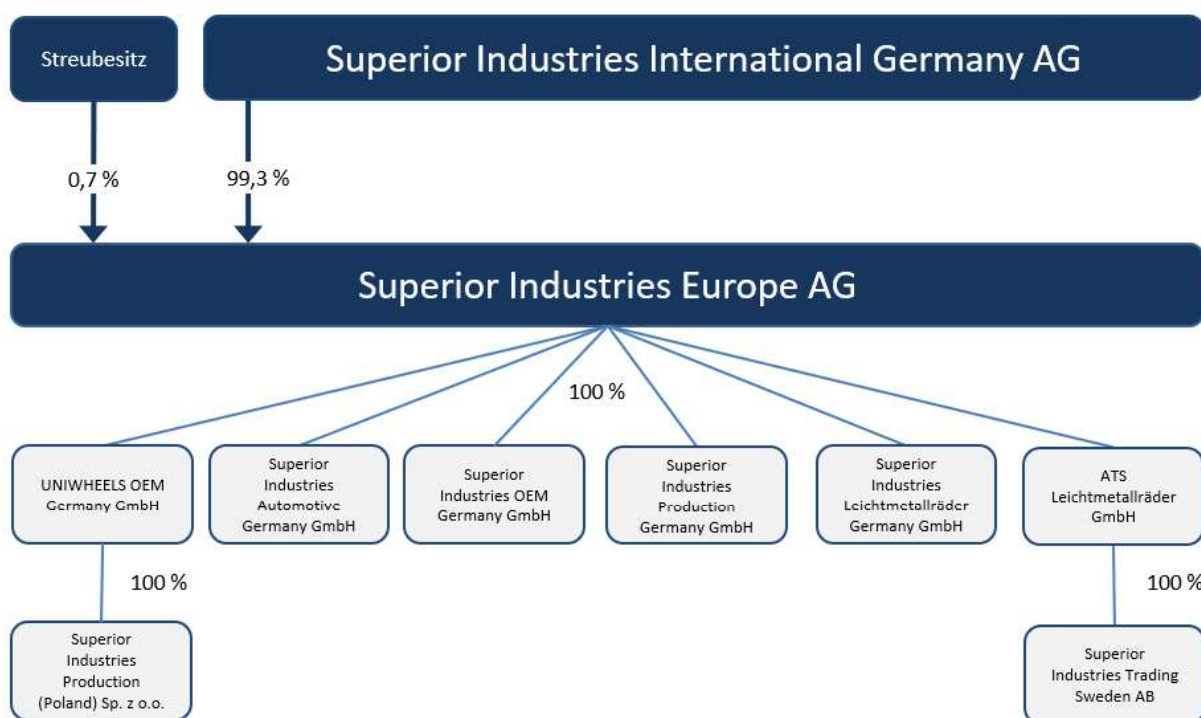 Streubesitz
Superior Industries International Germany AG
0,7 %
99,3 %
Superior Industries Europe AG
100 %
UNIWHEELS OEM
Germany GmbH
Superior
Industries
Automotive
Germany GmbH
Superior
Industries OEM
Germany GmbH
Superior
Industries
Production
Germany GmbH
Superior
Industries
Leichtmetallräder
Germany GmbH
ATS
Leichtmetallräder
GmbH
100 %
100 %
Superior
Industries
Production
(Poland) Sp. z o.o.
Superior
Industries Trading
Sweden AB